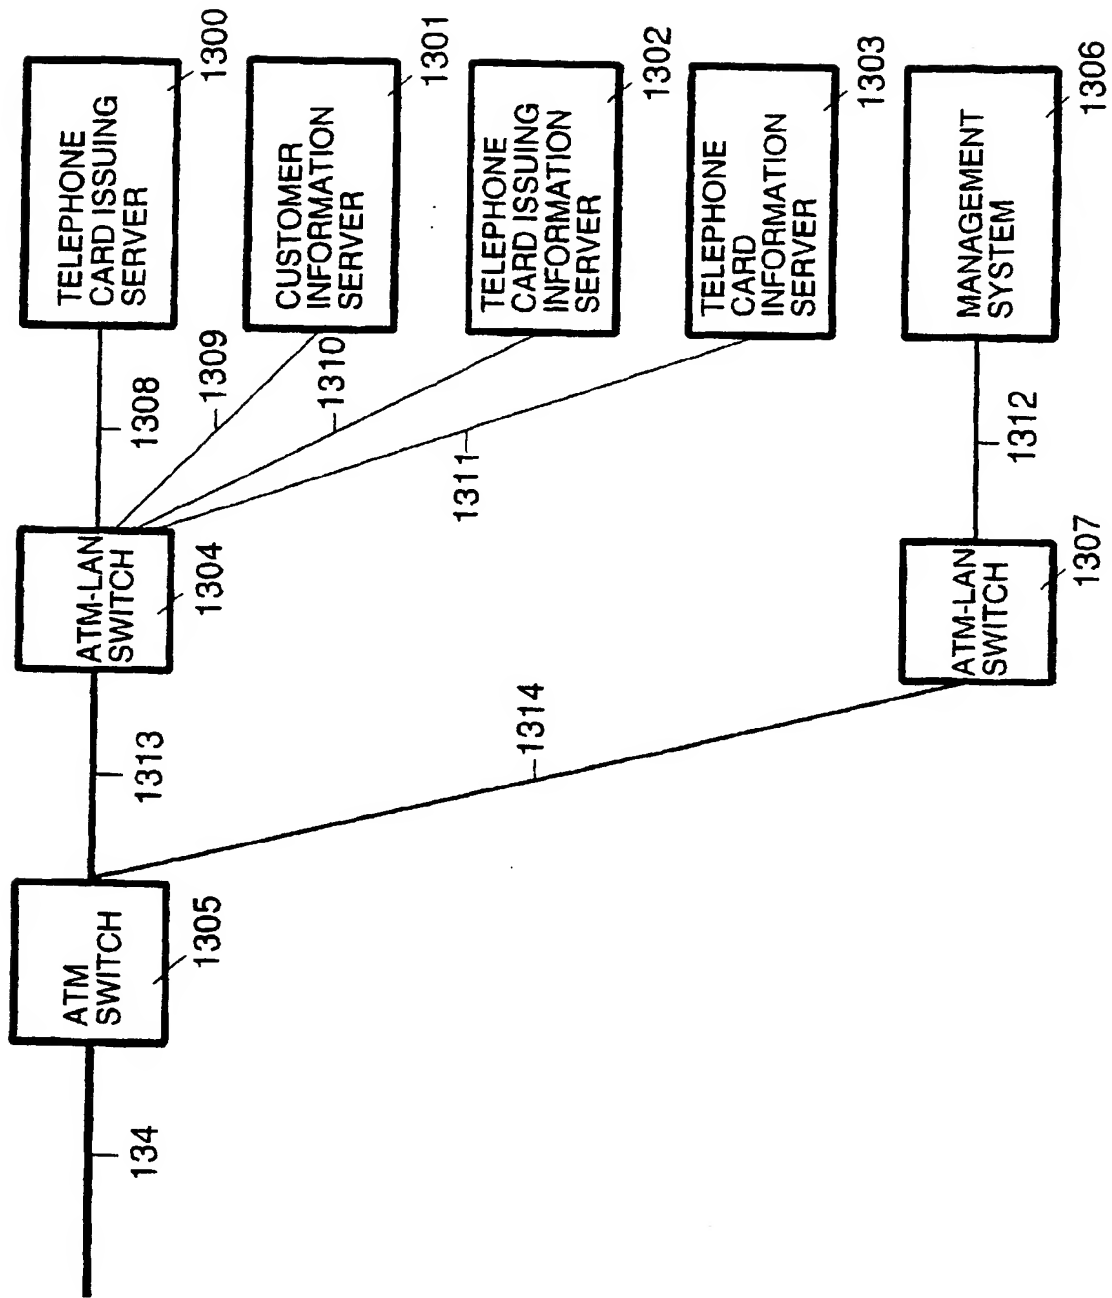 TELEPHONE
CARD ISSUING
SERVER
1300
CUSTOMER
INFORMATION
SERVER
1301
TELEPHONE
CARD ISSUING
INFORMATION
SERVER
1302
TELEPHONE
CARD
INFORMATION
SERVER
1303
MANAGEMENT
SYSTEM
1306
1308
1309
1310
1311
1312
ATM-LAN
SWITCH
1304
ATM-LAN
SWITCH
1307
1313
1314
ATM
SWITCH
1305
134